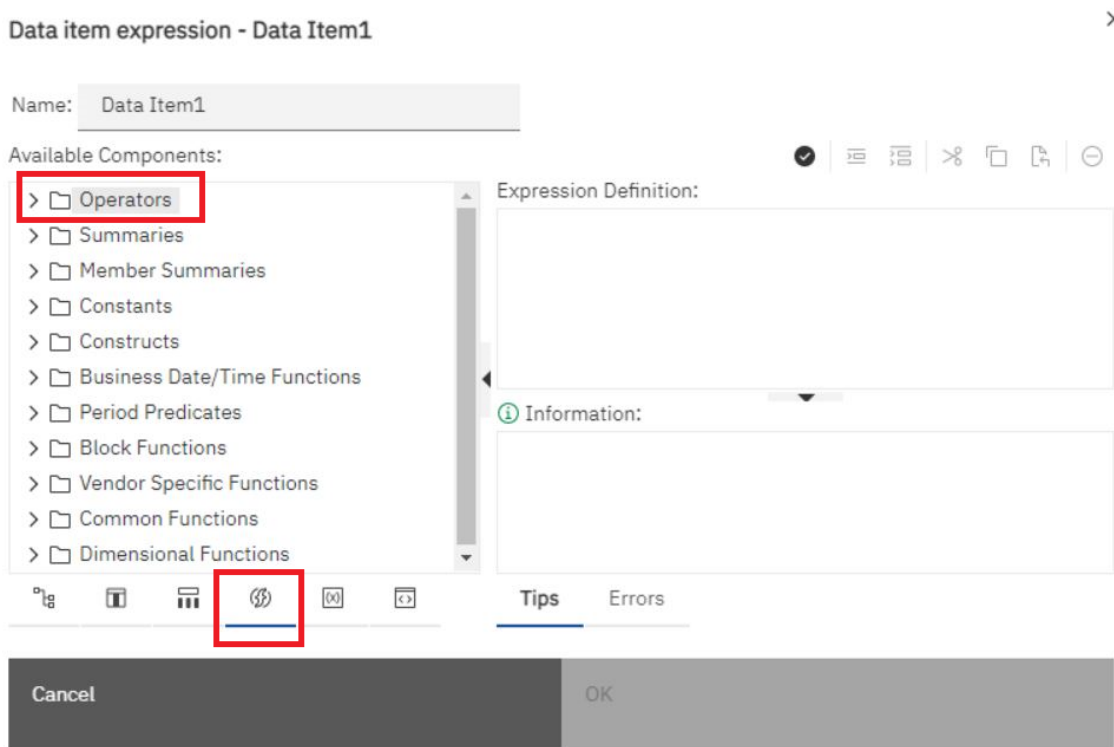 Data item expression - Data Item1
Name: Data Item1
Available Components:
Operators
Summaries
Member Summaries
Constants
Constructs
Business Date/Time Functions
Period Predicates
Block Functions
Vendor Specific Functions
Common Functions
Dimensional Functions
Expression Definition:
Information:
Tips Errors
Cancel OK